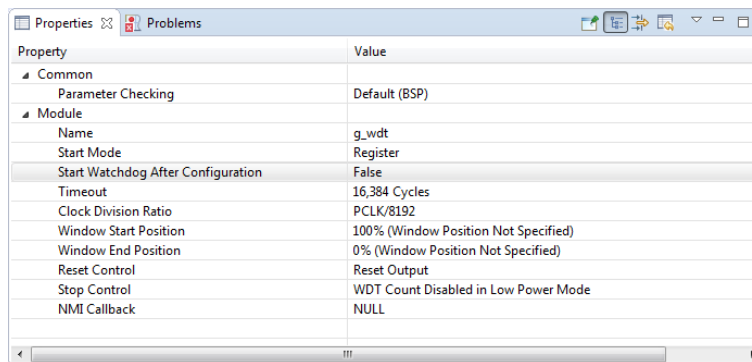 Properties Problems
Property Value
Common
Parameter Checking Default (BSP)
Module
Name g_wdt
Start Mode Register
Start Watchdog After Configuration False
Timeout 16,384 Cycles
Clock Division Ratio PCLK/8192
Window Start Position 100% (Window Position Not Specified)
Window End Position 0% (Window Position Not Specified)
Reset Control Reset Output
Stop Control WDT Count Disabled in Low Power Mode
NMI Callback NULL